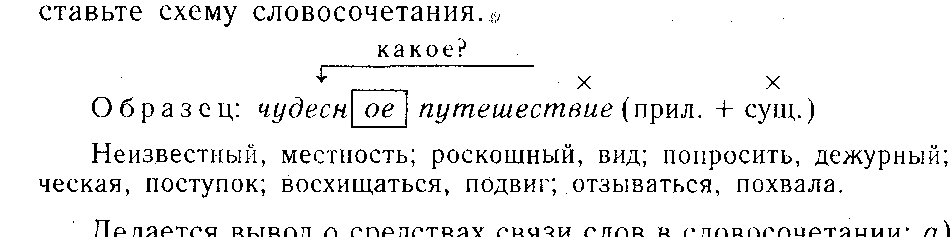 ставьте схему словосочетания.
какое?
× ×
Образец: чудесн ое путешествие (прил. + сущ.)
Неизвестный, местность; роскошный, вид; попросить, дежурный;
ческая, поступок; восхищаться, подвиг; отзываться, похвала.
Делается вывод о средствах связи слов в словосочетании: а)